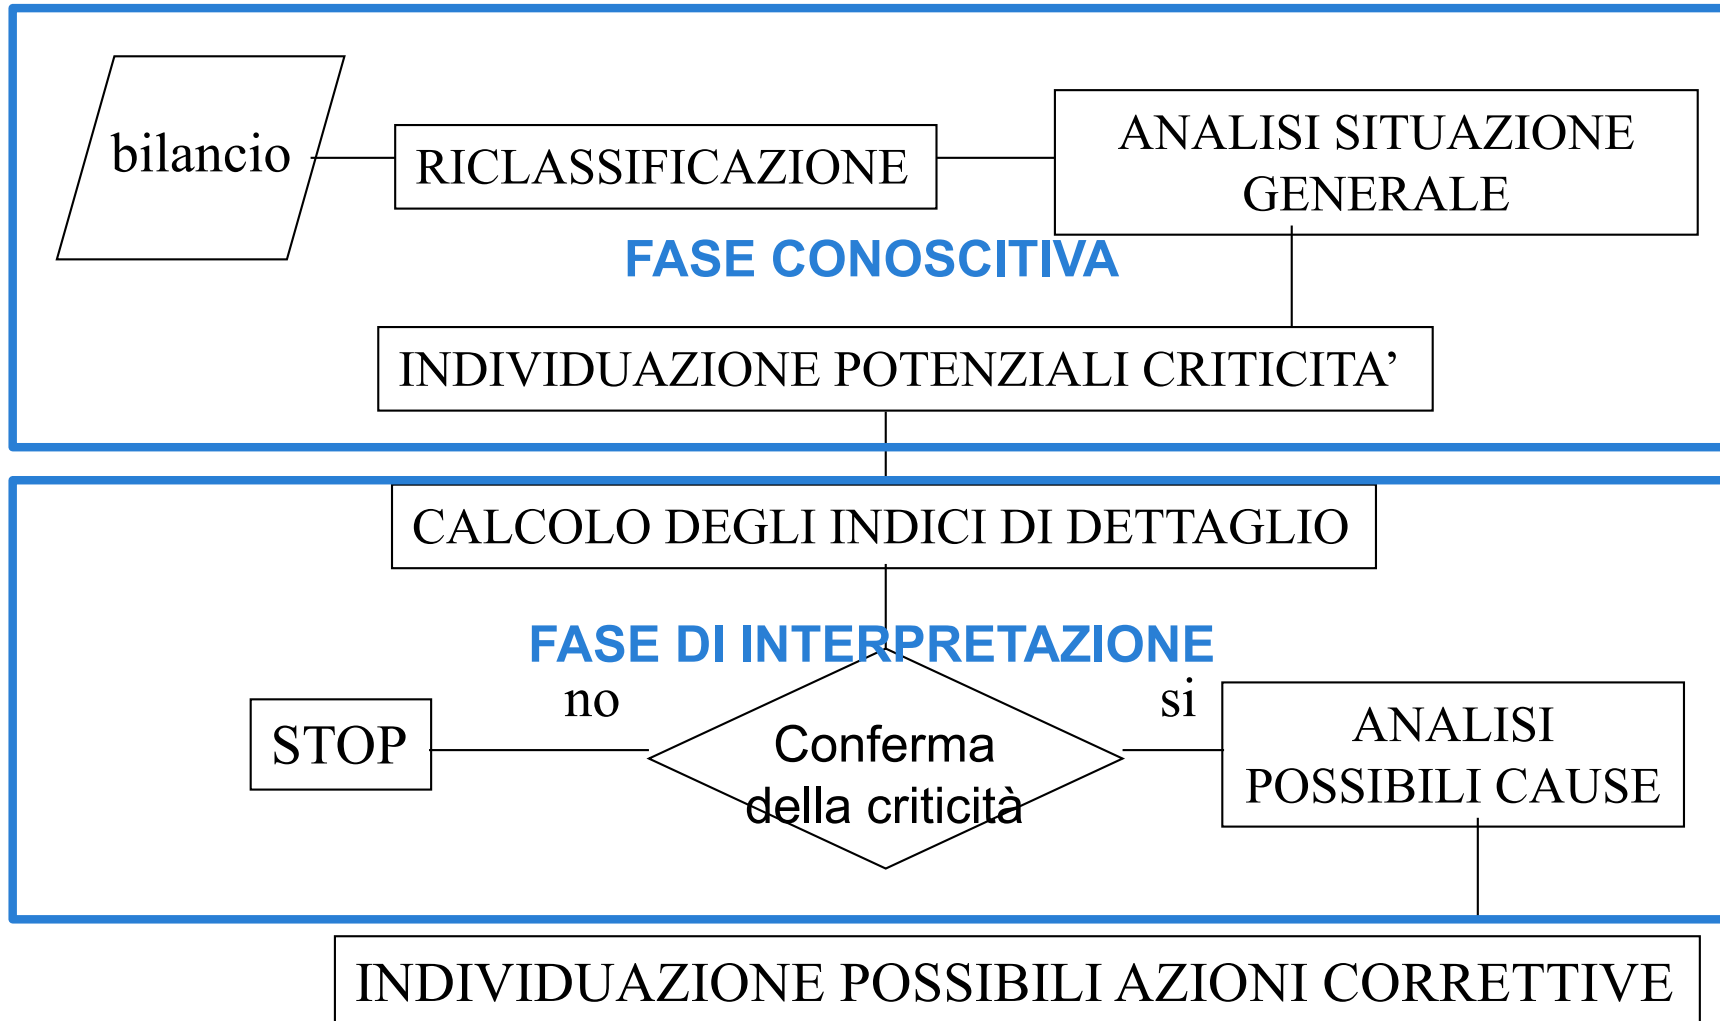 bilancio
RICLASSIFICAZIONE
ANALISI SITUAZIONE
GENERALE
FASE CONOSCITIVA
INDIVIDUAZIONE POTENZIALI CRITICITA’
CALCOLO DEGLI INDICI DI DETTAGLIO
FASE DI INTERPRETAZIONE
no
si
STOP
Conferma
della criticità
ANALISI
POSSIBILI CAUSE
INDIVIDUAZIONE POSSIBILI AZIONI CORRETTIVE